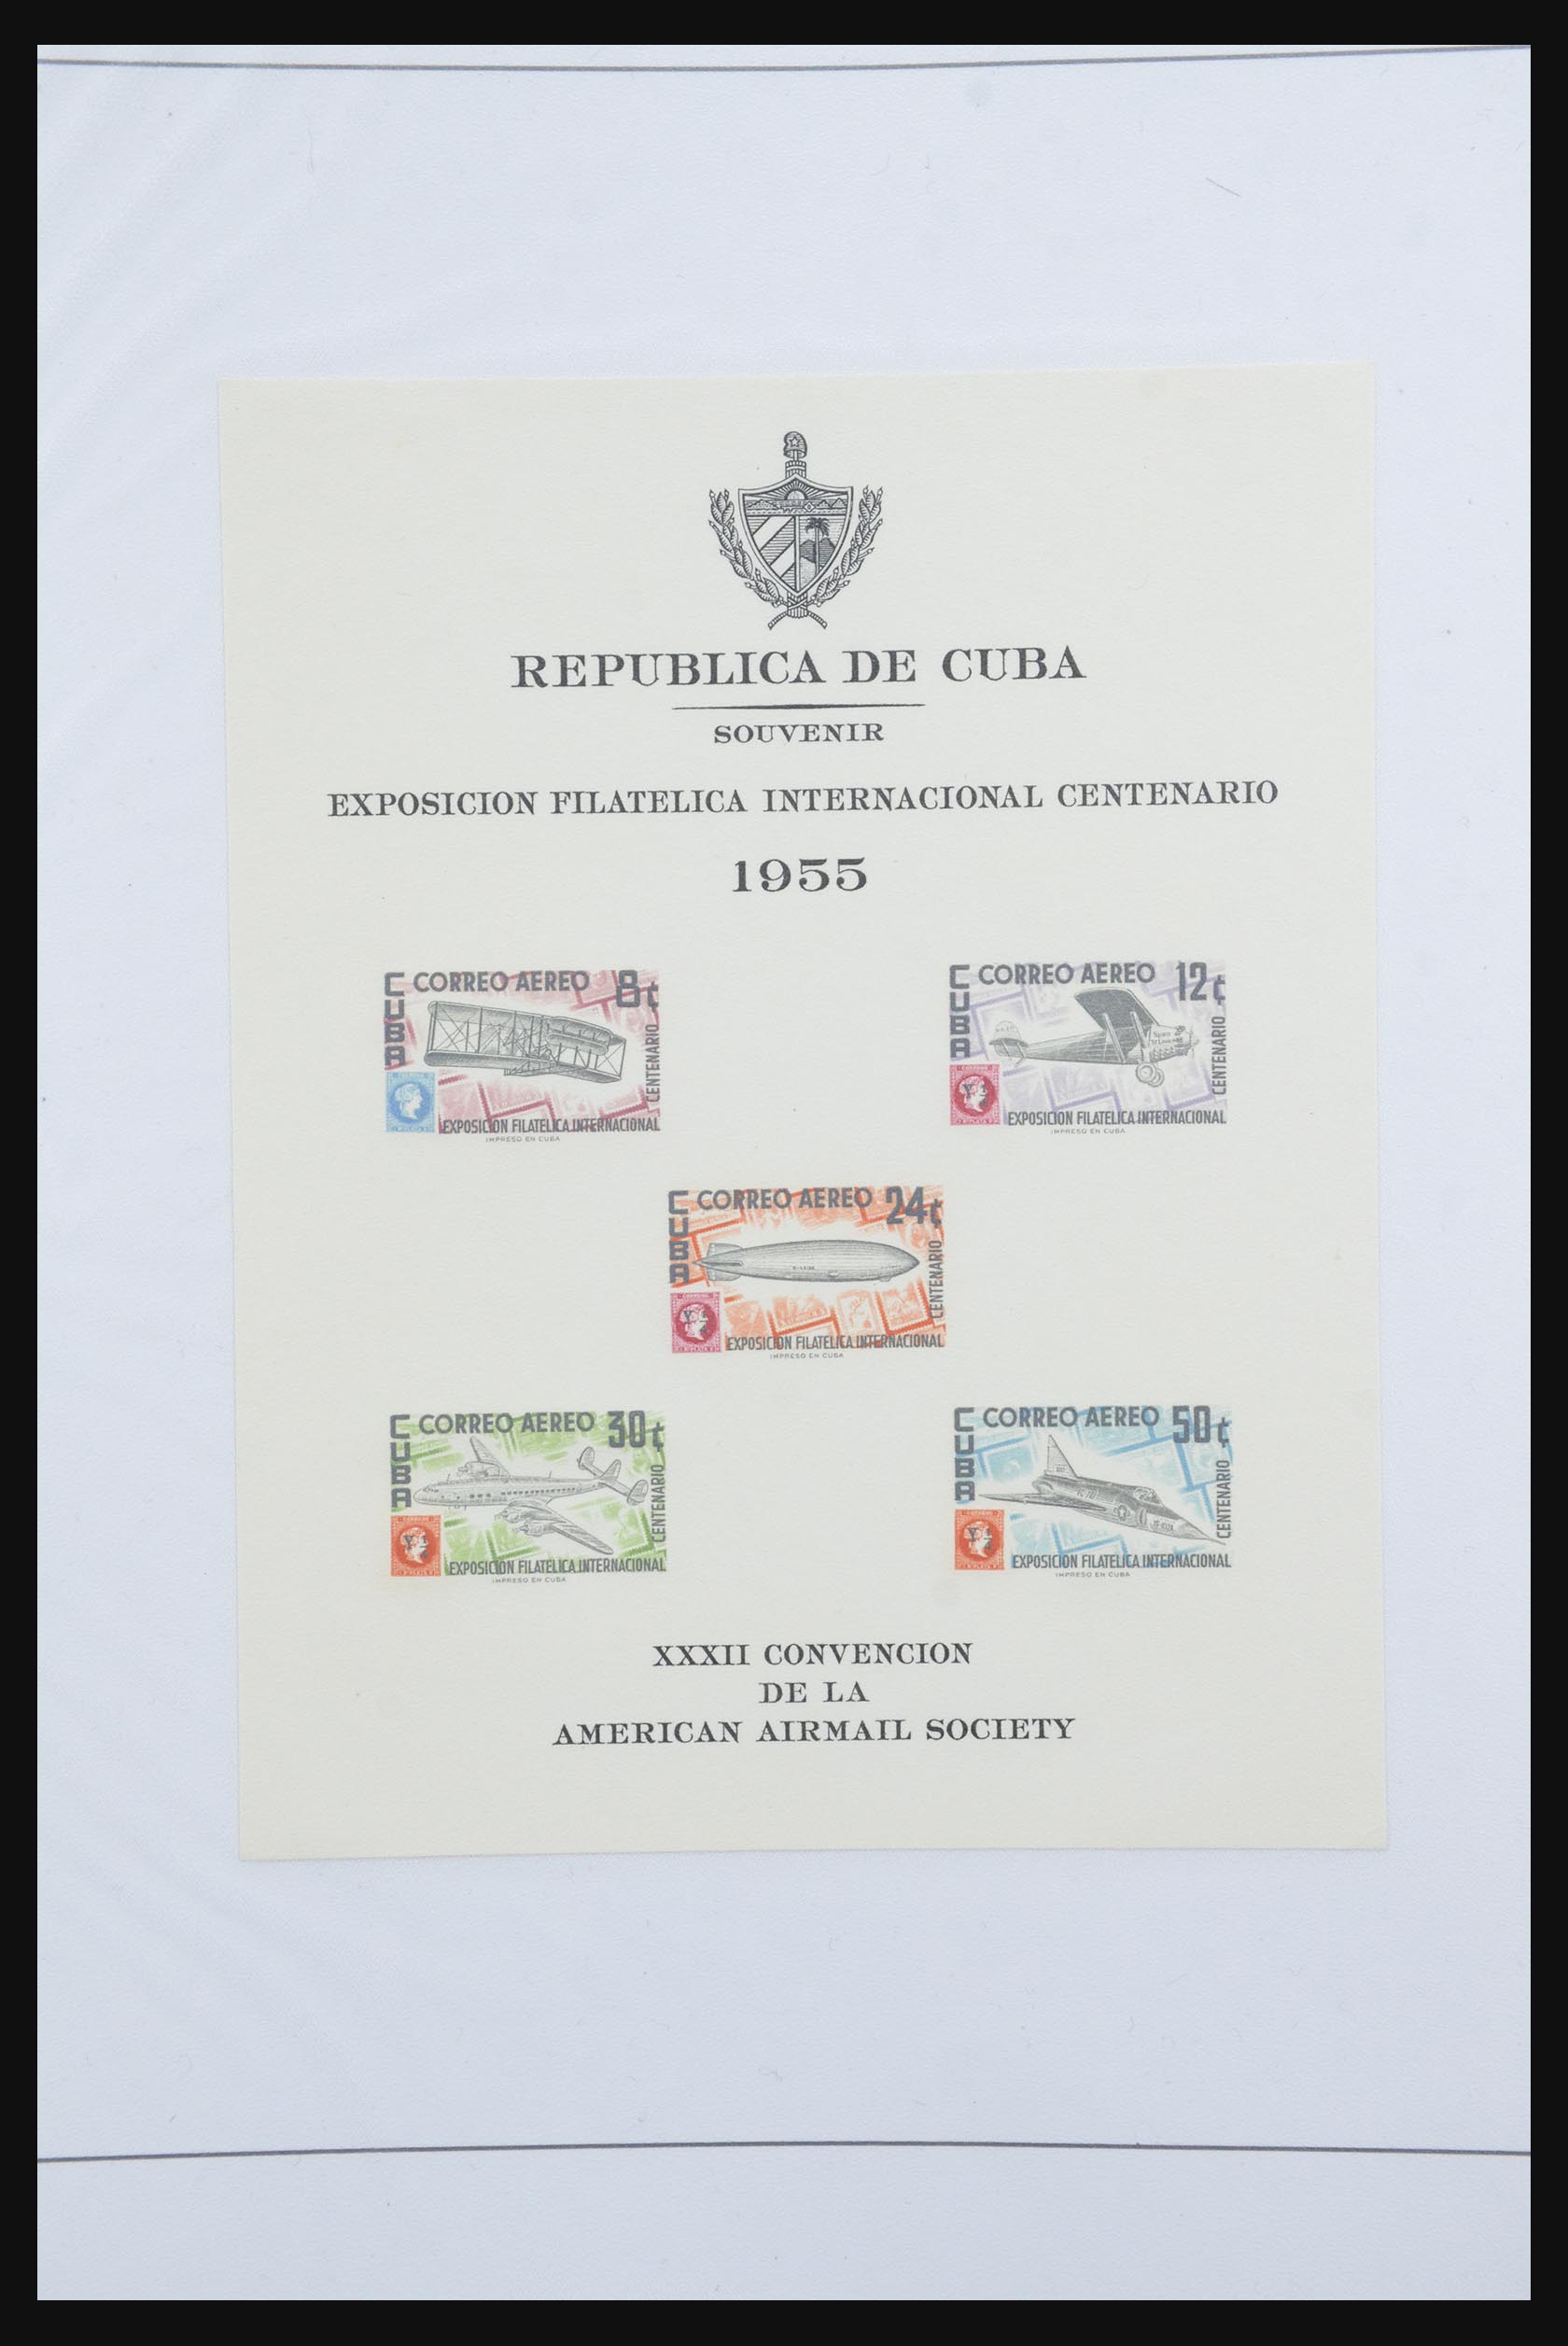 REPUBLICA DE CUBA
SOUVENIR
EXPOSICION FILATELICA INTERNACIONAL CENTENARIO
1955
CUBA
CORREO AEREO 8¢
CENTENARIO
EXPOSICION FILATELICA INTERNACIONAL
IMPRESO EN CUBA
CUBA
CORREO AEREO 12¢
CENTENARIO
EXPOSICION FILATELICA INTERNACIONAL
IMPRESO EN CUBA
CUBA
CORREO AEREO 24¢
CENTENARIO
EXPOSICION FILATELICA INTERNACIONAL
IMPRESO EN CUBA
CUBA
CORREO AEREO 30¢
CENTENARIO
EXPOSICION FILATELICA INTERNACIONAL
IMPRESO EN CUBA
CUBA
CORREO AEREO 50¢
CENTENARIO
EXPOSICION FILATELICA INTERNACIONAL
IMPRESO EN CUBA
XXXII CONVENCION
DE LA
AMERICAN AIRMAIL SOCIETY